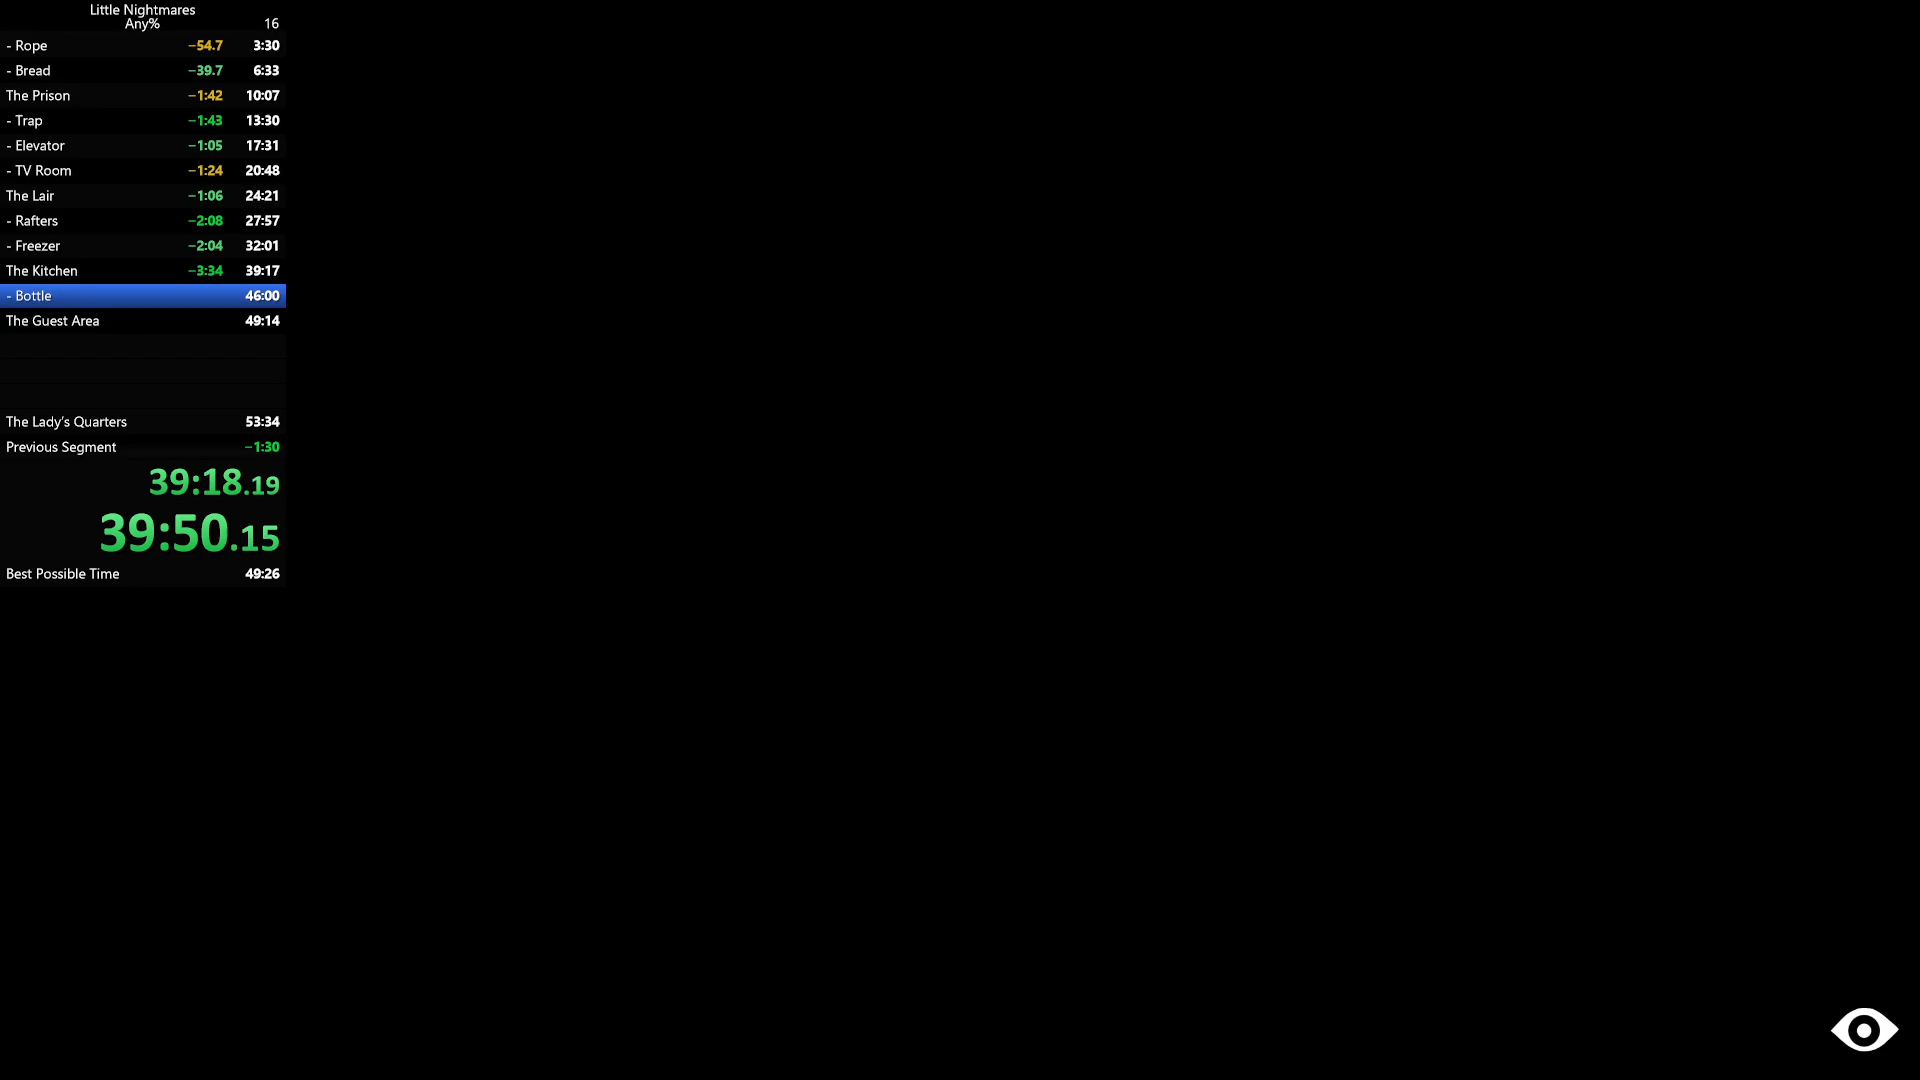 Little Nightmares
Any% 16
- Rope −54.7 3:30
- Bread −39.7 6:33
The Prison −1:42 10:07
- Trap −1:43 13:30
- Elevator −1:05 17:31
- TV Room −1:24 20:48
The Lair −1:06 24:21
- Rafters −2:08 27:57
- Freezer −2:04 32:01
The Kitchen −3:34 39:17
- Bottle 46:00
The Guest Area 49:14
The Lady’s Quarters 53:34
Previous Segment −1:30
39:18.19
39:50.15
Best Possible Time 49:26